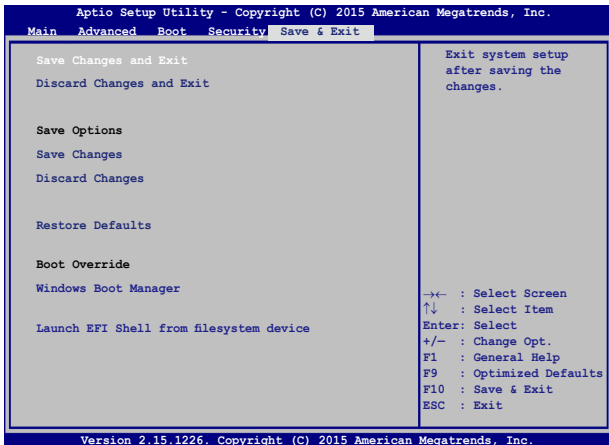 Aptio Setup Utility - Copyright (C) 2015 American Megatrends, Inc.
Main Advanced Boot Security Save & Exit
Save Changes and Exit
Discard Changes and Exit
Save Options
Save Changes
Discard Changes
Restore Defaults
Boot Override
Windows Boot Manager
Launch EFI Shell from filesystem device
Exit system setup
after saving the
changes.
→← : Select Screen
↑↓ : Select Item
Enter: Select
+/— : Change Opt.
F1 : General Help
F9 : Optimized Defaults
F10 : Save & Exit
ESC : Exit
Version 2.15.1226. Copyright (C) 2015 American Megatrends, Inc.